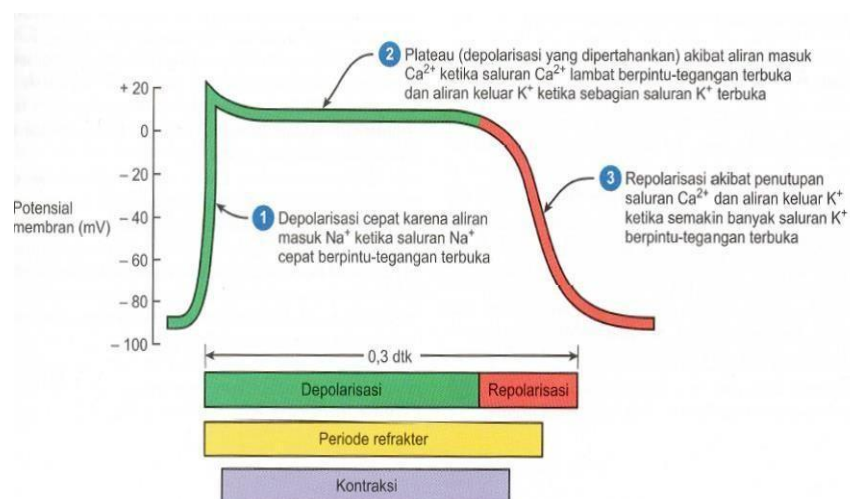 2 Plateau (depolarisasi yang dipertahankan) akibat aliran masuk
Ca²⁺ ketika saluran Ca²⁺ lambat berpintu-tegangan terbuka
dan aliran keluar K⁺ ketika sebagian saluran K⁺ terbuka
+ 20
0
– 20
– 40
– 60
– 80
– 100
Potensial
membran (mV)
1 Depolarisasi cepat karena aliran
masuk Na⁺ ketika saluran Na⁺
cepat berpintu-tegangan terbuka
3 Repolarisasi akibat penutupan
saluran Ca²⁺ dan aliran keluar K⁺
ketika semakin banyak saluran K⁺
berpintu-tegangan terbuka
0,3 dtk
Depolarisasi
Repolarisasi
Periode refrakter
Kontraksi